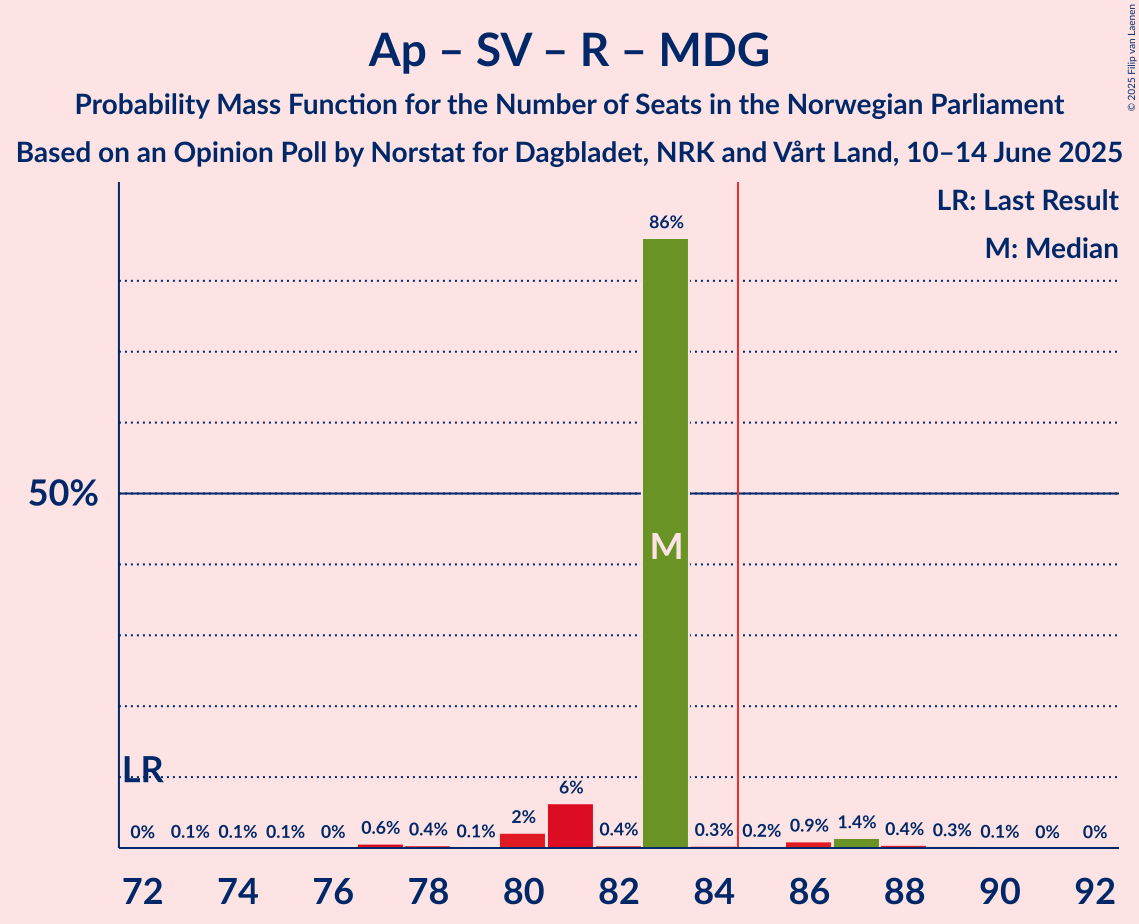 Ap – SV – R – MDG
Probability Mass Function for the Number of Seats in the Norwegian Parliament
Based on an Opinion Poll by Norstat for Dagbladet, NRK and Vårt Land, 10–14 June 2025
© 2025 Filip van Laenen
LR: Last Result
M: Median
86%
50%
M
LR
0% 0.1% 0.1% 0.1% 0% 0.6% 0.4% 0.1% 2% 6% 0.4% 0.3% 0.2% 0.9% 1.4% 0.4% 0.3% 0.1% 0% 0%
72 74 76 78 80 82 84 86 88 90 92